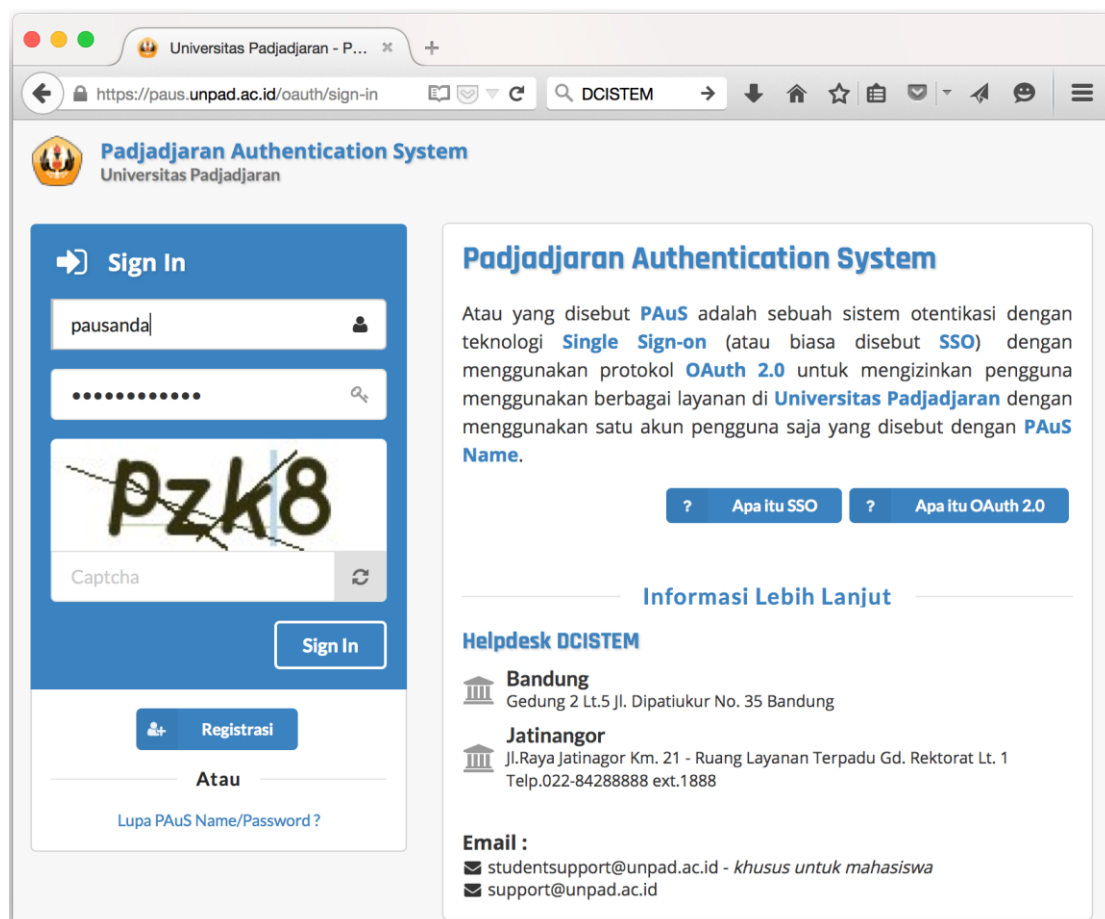 Universitas Padjadjaran - P...
https://paus.unpad.ac.id/oauth/sign-in
DCISTEM
Padjadjaran Authentication System
Universitas Padjadjaran
Sign In
pausanda
pzk8
Captcha
Sign In
Registrasi
Atau
Lupa PAuS Name/Password ?
Padjadjaran Authentication System
Atau yang disebut PAuS adalah sebuah sistem otentikasi dengan
teknologi Single Sign-on (atau biasa disebut SSO) dengan
menggunakan protokol OAuth 2.0 untuk mengizinkan pengguna
menggunakan berbagai layanan di Universitas Padjadjaran dengan
menggunakan satu akun pengguna saja yang disebut dengan PAuS
Name.
? Apa itu SSO
? Apa itu OAuth 2.0
Informasi Lebih Lanjut
Helpdesk DCISTEM
Bandung
Gedung 2 Lt.5 Jl. Dipatiukur No. 35 Bandung
Jatinangor
Jl.Raya Jatinagor Km. 21 - Ruang Layanan Terpadu Gd. Rektorat Lt. 1
Telp.022-84288888 ext.1888
Email :
studentsupport@unpad.ac.id - khusus untuk mahasiswa
support@unpad.ac.id